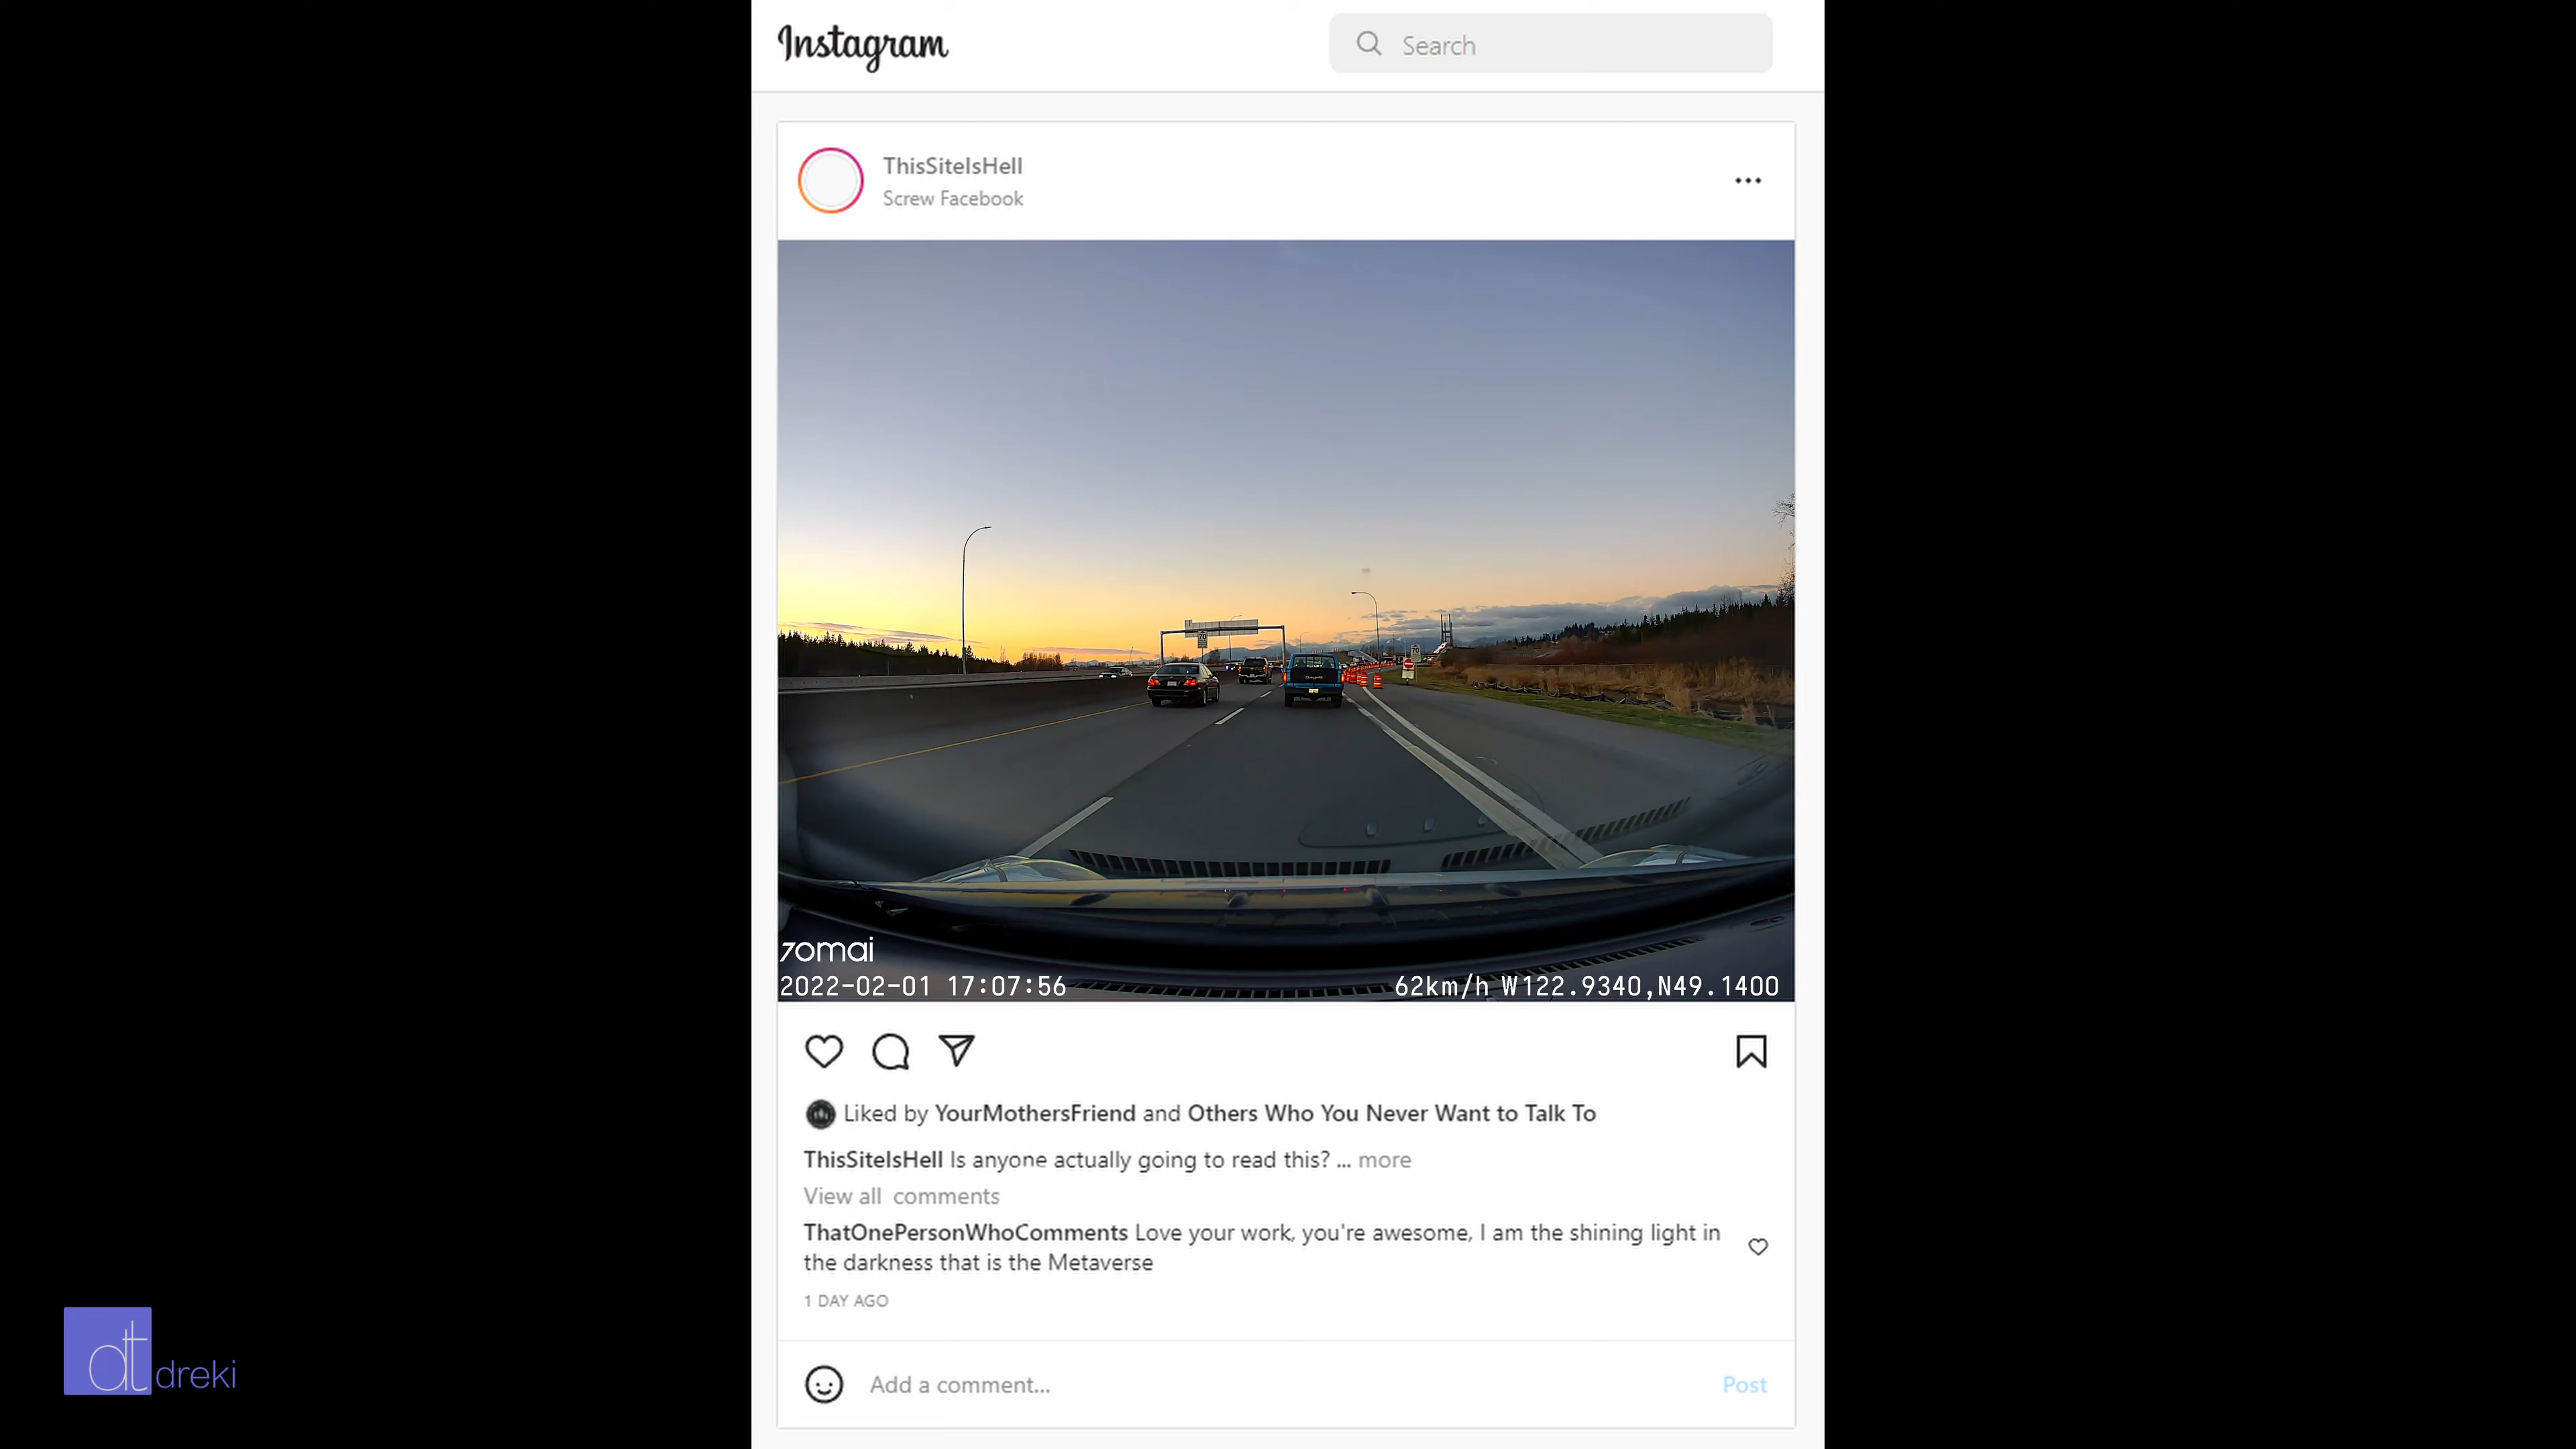 Instagram
Search
ThisSiteIsHell
Screw Facebook
70
70
70mai
2022-02-01 17:07:56
62km/h W122.9340,N49.1400
Liked by YourMothersFriend and Others Who You Never Want to Talk To
ThisSiteIsHell Is anyone actually going to read this? ... more
View all comments
ThatOnePersonWhoComments Love your work, you're awesome, I am the shining light in
the darkness that is the Metaverse
1 DAY AGO
Add a comment...
Post
dt dreki